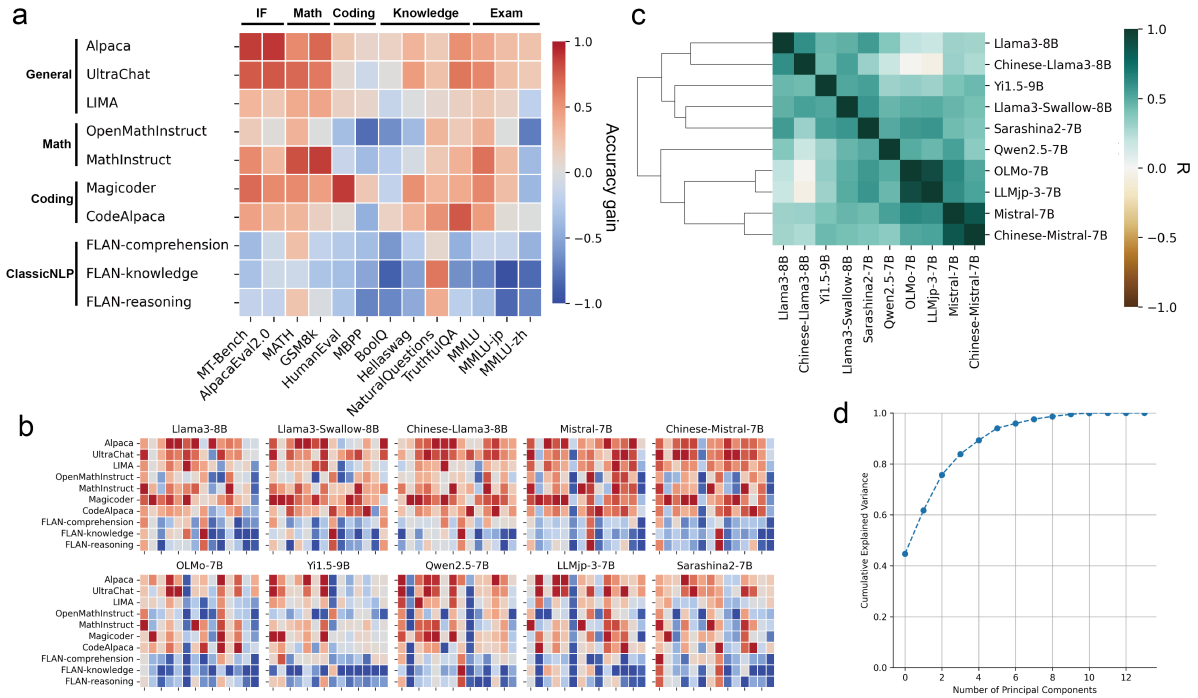 a
IF Math Coding Knowledge Exam
General
Alpaca
UltraChat
LIMA
Math
OpenMathInstruct
MathInstruct
Coding
Magicoder
CodeAlpaca
ClassicNLP
FLAN-comprehension
FLAN-knowledge
FLAN-reasoning
MT-Bench
AlpacaEval2.0
MATH
GSM8k
HumanEval
MBPP
BoolQ
Hellaswag
NaturalQuestions
TruthfulQA
MMLU
MMLU-jp
MMLU-zh
1.0
0.5
0.0
−0.5
−1.0
Accuracy gain
c
Llama3-8B
Chinese-Llama3-8B
Yi1.5-9B
Llama3-Swallow-8B
Sarashina2-7B
Qwen2.5-7B
OLMo-7B
LLMjp-3-7B
Mistral-7B
Chinese-Mistral-7B
Llama3-8B
Chinese-Llama3-8B
Yi1.5-9B
Llama3-Swallow-8B
Sarashina2-7B
Qwen2.5-7B
OLMo-7B
LLMjp-3-7B
Mistral-7B
Chinese-Mistral-7B
1.0
0.5
0.0
−0.5
−1.0
R
b
Llama3-8B Llama3-Swallow-8B Chinese-Llama3-8B Mistral-7B Chinese-Mistral-7B
Alpaca
UltraChat
LIMA
OpenMathInstruct
MathInstruct
Magicoder
CodeAlpaca
FLAN-comprehension
FLAN-knowledge
FLAN-reasoning
OLMo-7B Yi1.5-9B Qwen2.5-7B LLMjp-3-7B Sarashina2-7B
Alpaca
UltraChat
LIMA
OpenMathInstruct
MathInstruct
Magicoder
CodeAlpaca
FLAN-comprehension
FLAN-knowledge
FLAN-reasoning
d
Cumulative Explained Variance
1.0
0.8
0.6
0.4
0.2
0.0
0 2 4 6 8 10 12
Number of Principal Components